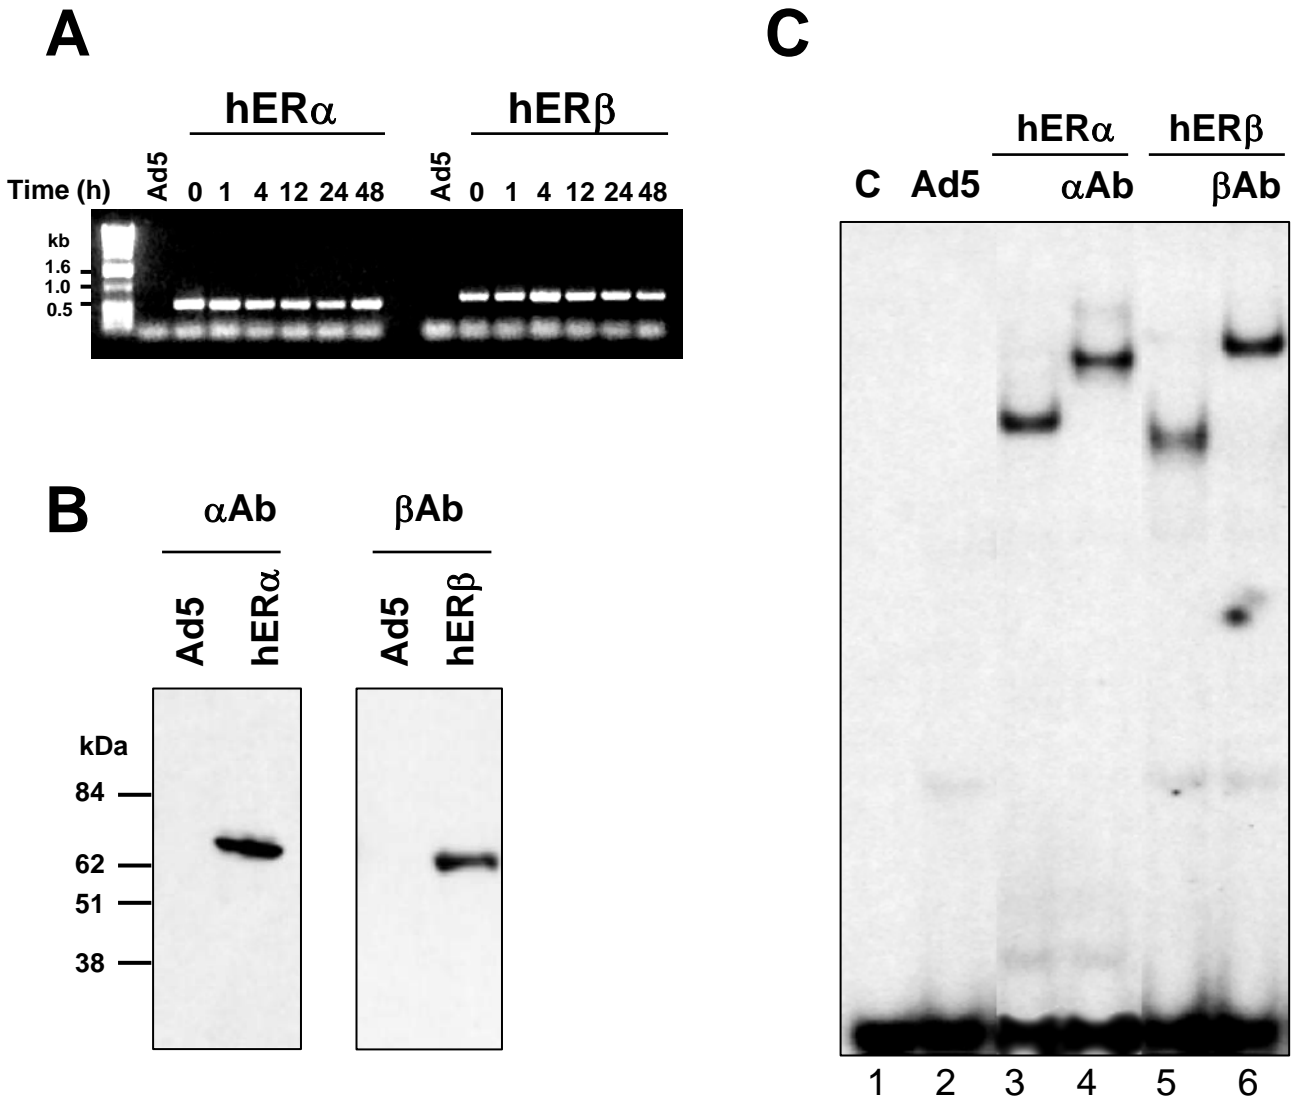 A
hERα hERβ
Time (h) Ad5 0 1 4 12 24 48 Ad5 0 1 4 12 24 48
kb
1.6
1.0
0.5
B
αAb βAb
Ad5 hERα Ad5 hERβ
kDa
84
62
51
38
C
hERα hERβ
C Ad5 αAb βAb
1 2 3 4 5 6